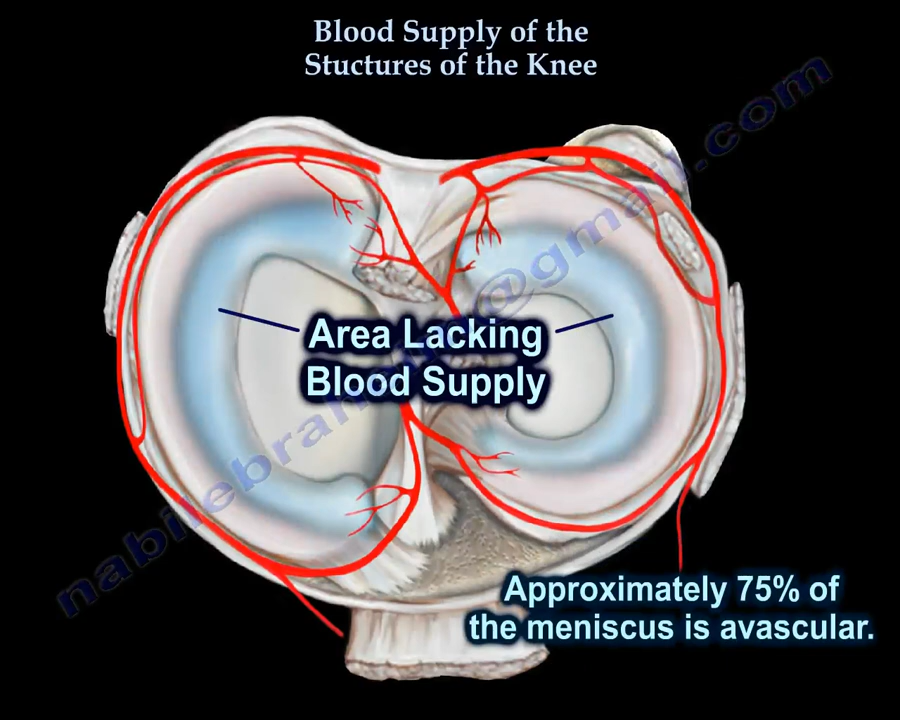 Blood Supply of the
Stuctures of the Knee
Area Lacking
Blood Supply
Approximately 75% of
the meniscus is avascular.